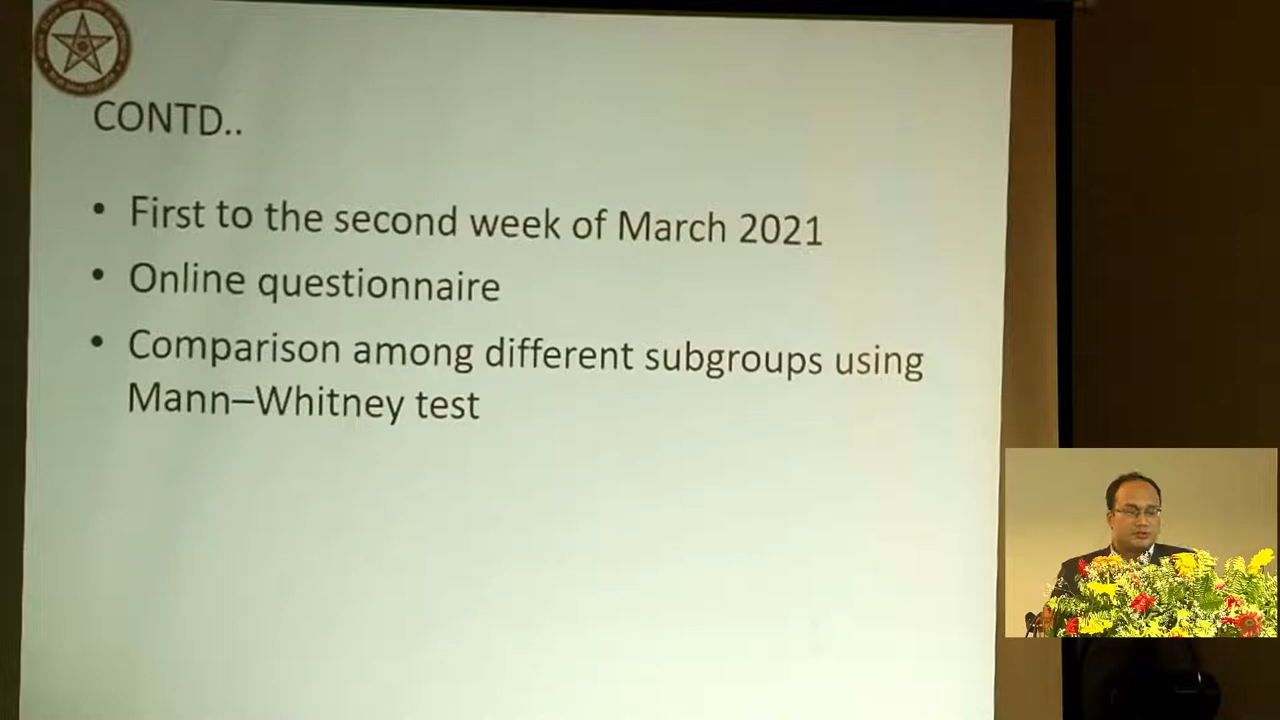 CONTD..
• First to the second week of March 2021
• Online questionnaire
• Comparison among different subgroups using
Mann–Whitney test